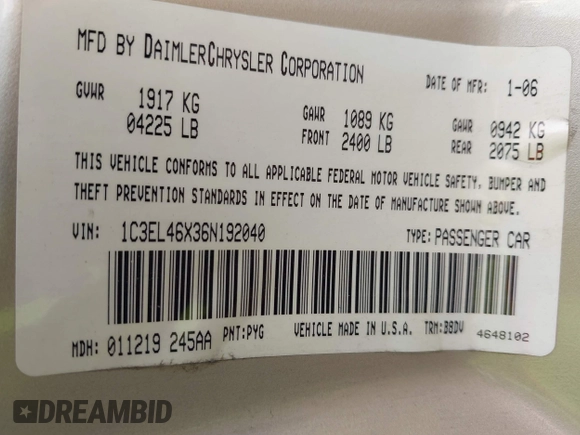 MFD BY DAIMLERCHRYSLER CORPORATION
DATE OF MFR: 1-06
GVWR 1917 KG
04225 LB
GAWR 1089 KG
FRONT 2400 LB
GAWR 0942 KG
REAR 2075 LB
THIS VEHICLE CONFORMS TO ALL APPLICABLE FEDERAL MOTOR VEHICLE SAFETY, BUMPER AND
THEFT PREVENTION STANDARDS IN EFFECT ON THE DATE OF MANUFACTURE SHOWN ABOVE.
VIN: 1C3EL46X36N192040 TYPE: PASSENGER CAR
MDH: 011219 245AA PNT: PYG VEHICLE MADE IN U.S.A. TRM: B8DV 4648102
DREAMBID